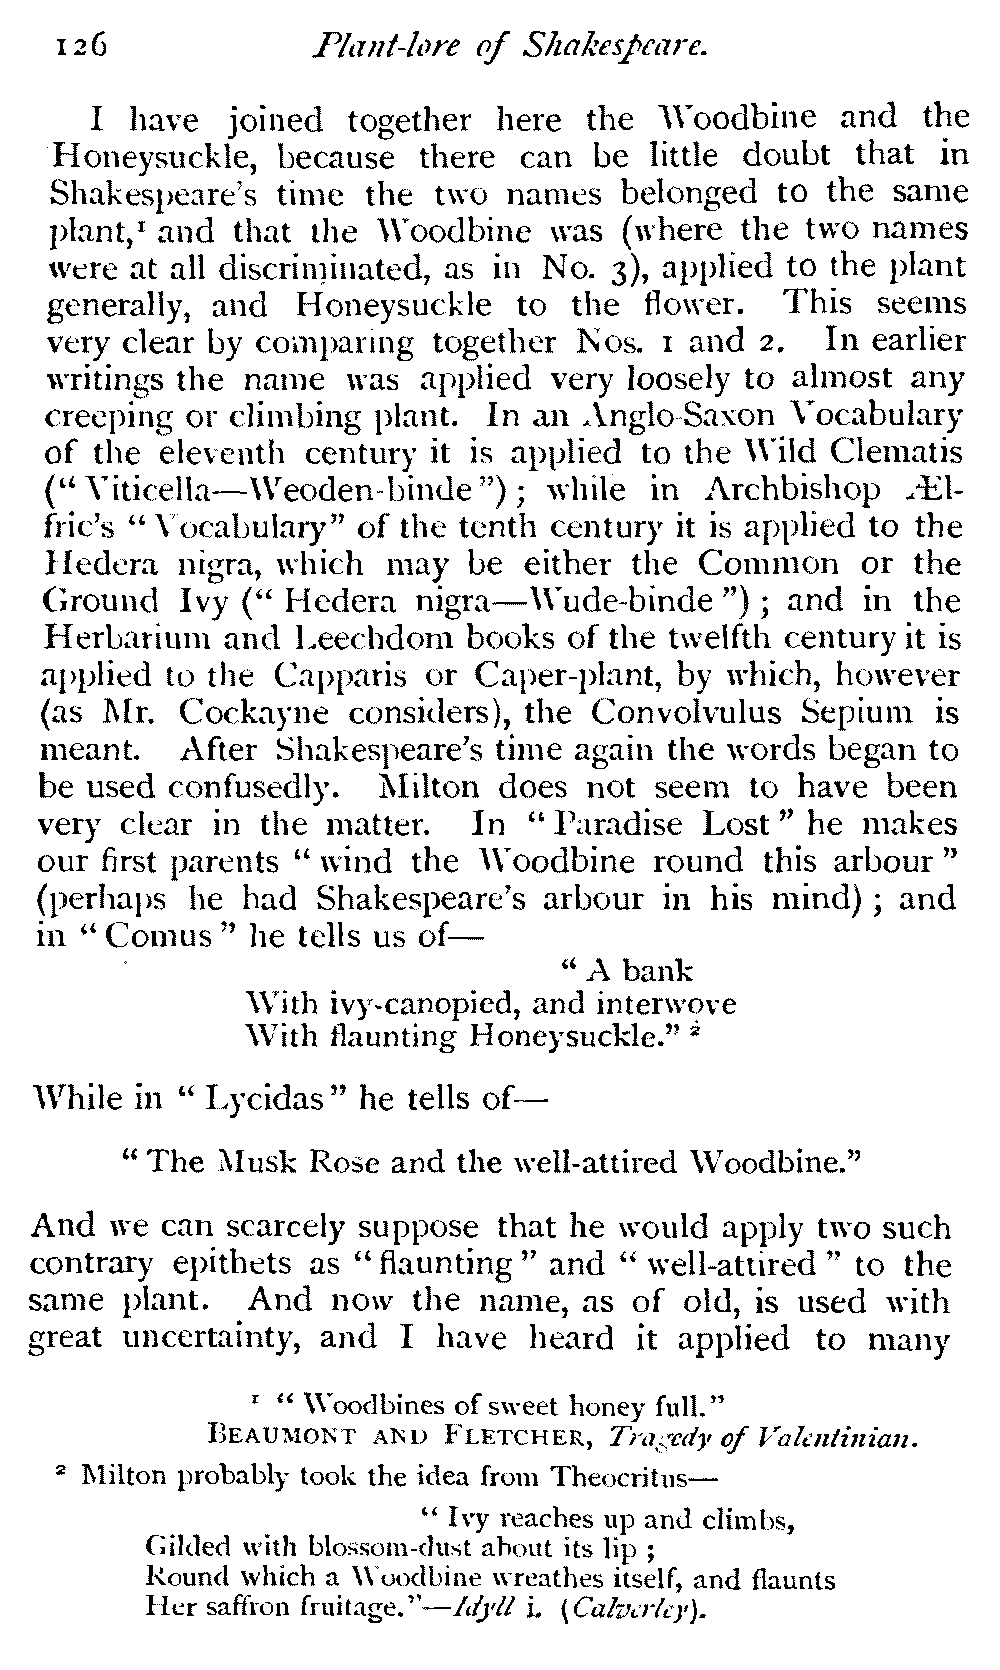 126 Plant-lore of Shakespeare.
I have joined together here the Woodbine and the
Honeysuckle, because there can be little doubt that in
Shakespeare's time the two names belonged to the same
plant,¹ and that the Woodbine was (where the two names
were at all discriminated, as in No. 3), applied to the plant
generally, and Honeysuckle to the flower. This seems
very clear by comparing together Nos. 1 and 2. In earlier
writings the name was applied very loosely to almost any
creeping or climbing plant. In an Anglo-Saxon Vocabulary
of the eleventh century it is applied to the Wild Clematis
("Viticella—Weoden-binde"); while in Archbishop Æl-
fric's "Vocabulary" of the tenth century it is applied to the
Hedera nigra, which may be either the Common or the
Ground Ivy ("Hedera nigra—Wude-binde"); and in the
Herbarium and Leechdom books of the twelfth century it is
applied to the Capparis or Caper-plant, by which, however
(as Mr. Cockayne considers), the Convolvulus Sepium is
meant. After Shakespeare's time again the words began to
be used confusedly. Milton does not seem to have been
very clear in the matter. In "Paradise Lost" he makes
our first parents "wind the Woodbine round this arbour"
(perhaps he had Shakespeare's arbour in his mind); and
in "Comus" he tells us of—
"A bank
With ivy-canopied, and interwove
With flaunting Honeysuckle." ²
While in "Lycidas" he tells of—
"The Musk Rose and the well-attired Woodbine."
And we can scarcely suppose that he would apply two such
contrary epithets as "flaunting" and "well-attired" to the
same plant. And now the name, as of old, is used with
great uncertainty, and I have heard it applied to many
¹ "Woodbines of sweet honey full."
BEAUMONT AND FLETCHER, Tragedy of Valentinian.
² Milton probably took the idea from Theocritus—
"Ivy reaches up and climbs,
Gilded with blossom-dust about its lip;
Round which a Woodbine wreathes itself, and flaunts
Her saffron fruitage."—Idyll i. (Calverley).